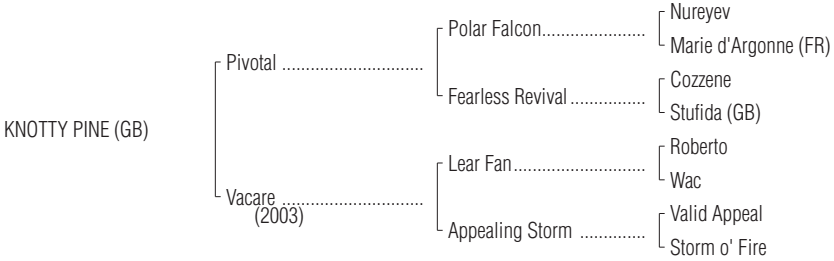 Nureyev
Polar Falcon......................
Marie d'Argonne (FR)
Pivotal ..............................
Cozzene
Fearless Revival................
Stufida (GB)
KNOTTY PINE (GB)
Roberto
Lear Fan............................
Wac
Vacare ..............................
(2003)
Valid Appeal
Appealing Storm ..............
Storm o' Fire